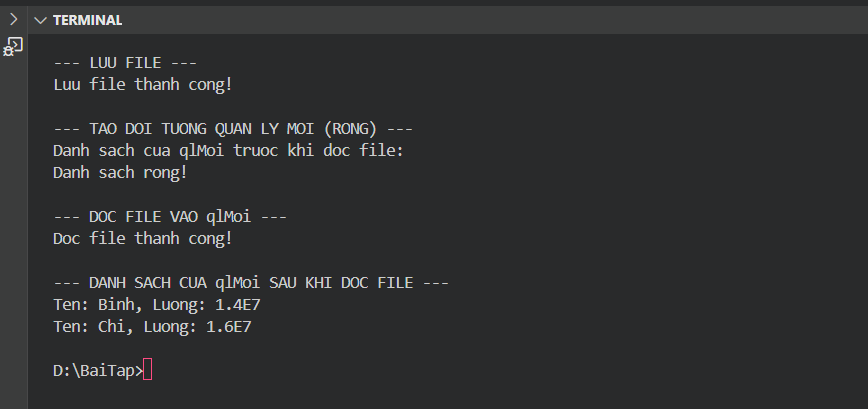 TERMINAL
--- LUU FILE ---
Luu file thanh cong!
--- TAO DOI TUONG QUAN LY MOI (RONG) ---
Danh sach cua qlMoi truoc khi doc file:
Danh sach rong!
--- DOC FILE VAO qlMoi ---
Doc file thanh cong!
--- DANH SACH CUA qlMoi SAU KHI DOC FILE ---
Ten: Binh, Luong: 1.4E7
Ten: Chi, Luong: 1.6E7
D:\BaiTap>